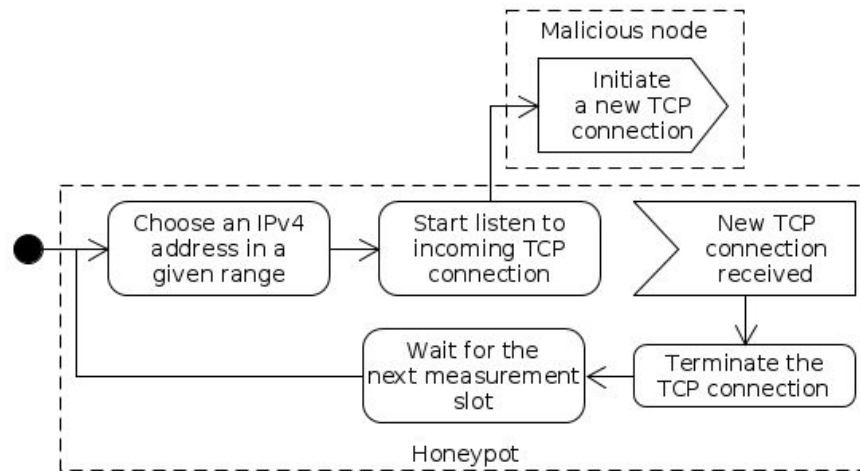 Malicious node
Initiate
a new TCP
connection
Choose an IPv4
address in a
given range
Start listen to
incoming TCP
connection
New TCP
connection
received
Wait for the
next measurement
slot
Terminate the
TCP connection
Honeypot